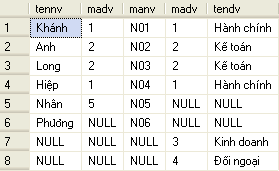 tennv madv manv madv tendv
1 Khánh 1 N01 1 Hành chính
2 Anh 2 N02 2 Kế toán
3 Long 2 N03 2 Kế toán
4 Hiệp 1 N04 1 Hành chính
5 Nhân 5 N05 NULL NULL
6 Phương NULL N06 NULL NULL
7 NULL NULL NULL 3 Kinh doanh
8 NULL NULL NULL 4 Đối ngoại